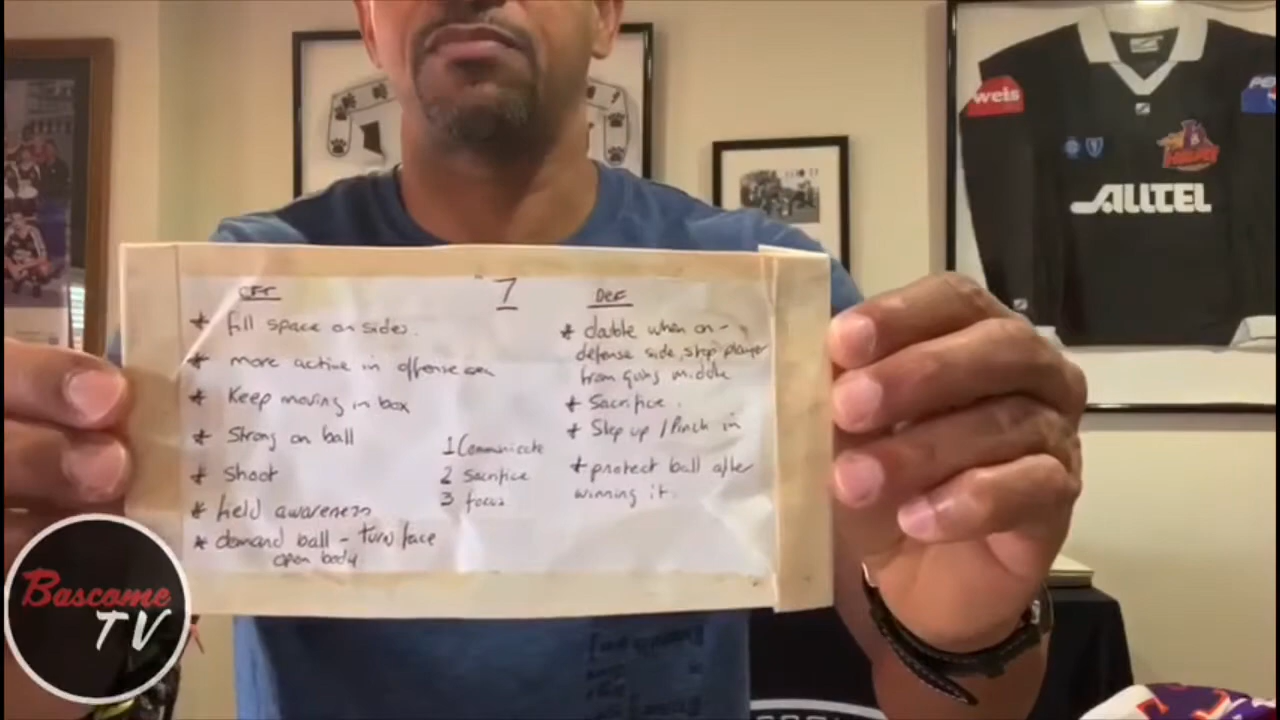 weis
PE
ALLTEL
7
OFF
* fill space on sides.
* more active in offense
* Keep moving in box
* Strong on ball
* Shoot
* field awareness
* demand ball - turn face
open body
1 Communicate
2 Sacrifice
3 focus
Def
* double when on -
defense side, stop player
from going middle
* Sacrifice.
* Step up / Pinch in
* protect ball after
winning it.
Bascome
TV